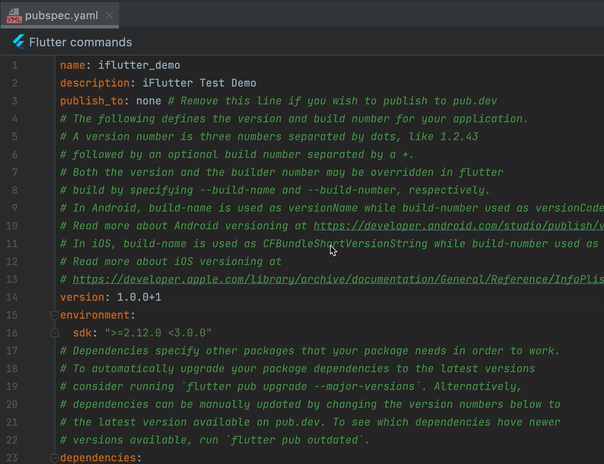 YML pubspec.yaml
Flutter commands
1 name: iflutter_demo
2 description: iFlutter Test Demo
3 publish_to: none # Remove this line if you wish to publish to pub.dev
4 # The following defines the version and build number for your application.
5 # A version number is three numbers separated by dots, like 1.2.43
6 # followed by an optional build number separated by a +.
7 # Both the version and the builder number may be overridden in flutter
8 # build by specifying --build-name and --build-number, respectively.
9 # In Android, build-name is used as versionName while build-number used as versionCode
10 # Read more about Android versioning at https://developer.android.com/studio/publish/v
11 # In iOS, build-name is used as CFBundleShortVersionString while build-number used as
12 # Read more about iOS versioning at
13 # https://developer.apple.com/library/archive/documentation/General/Reference/InfoPlis
14 version: 1.0.0+1
15 environment:
16 sdk: ">=2.12.0 <3.0.0"
17 # Dependencies specify other packages that your package needs in order to work.
18 # To automatically upgrade your package dependencies to the latest versions
19 # consider running `flutter pub upgrade --major-versions`. Alternatively,
20 # dependencies can be manually updated by changing the version numbers below to
21 # the latest version available on pub.dev. To see which dependencies have newer
22 # versions available, run `flutter pub outdated`.
23 dependencies: